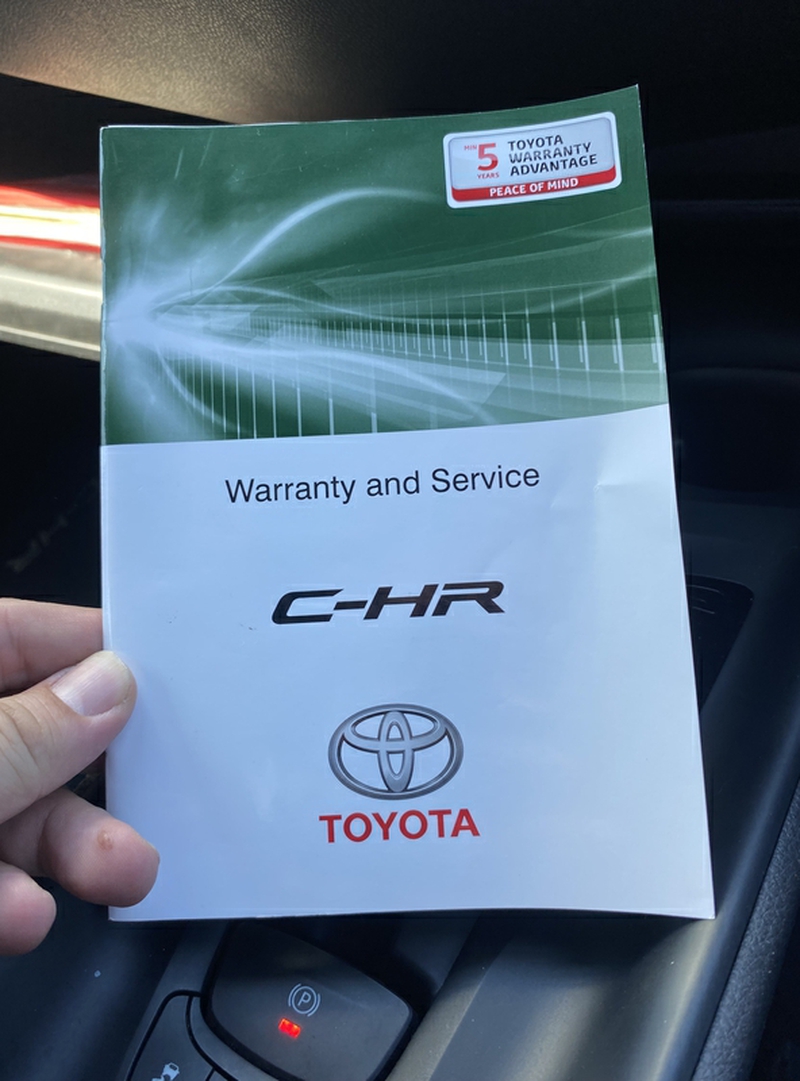 MIN 5 YEARS
TOYOTA
WARRANTY
ADVANTAGE
PEACE OF MIND
Warranty and Service
C-HR
TOYOTA
P